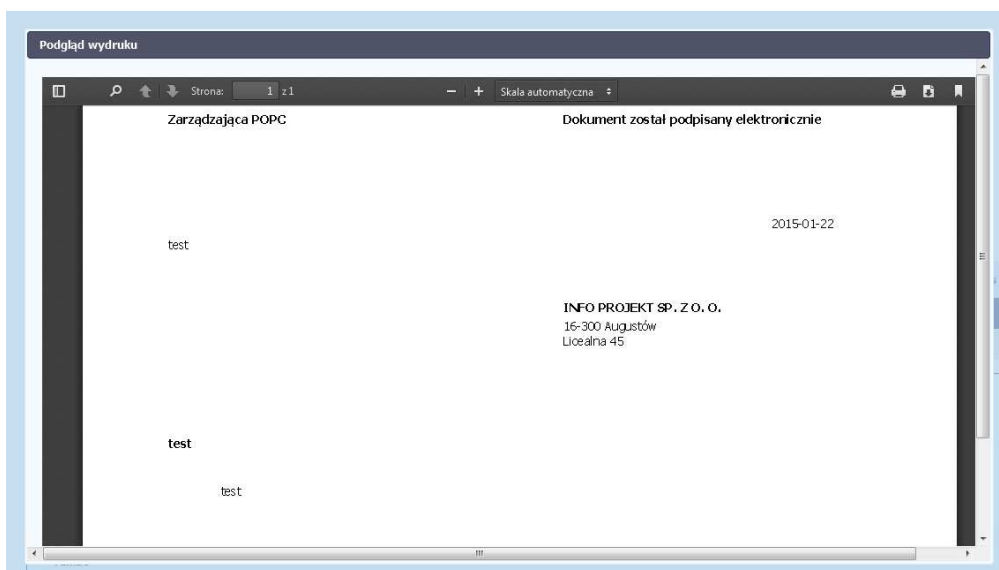 Podgląd wydruku
Strona: 1 z 1
Skala automatyczna
Zarządzająca POPC
Dokument został podpisany elektronicznie
2015-01-22
test
INFO PROJEKT SP. Z O. O.
16-300 Augustów
Licealna 45
test
test